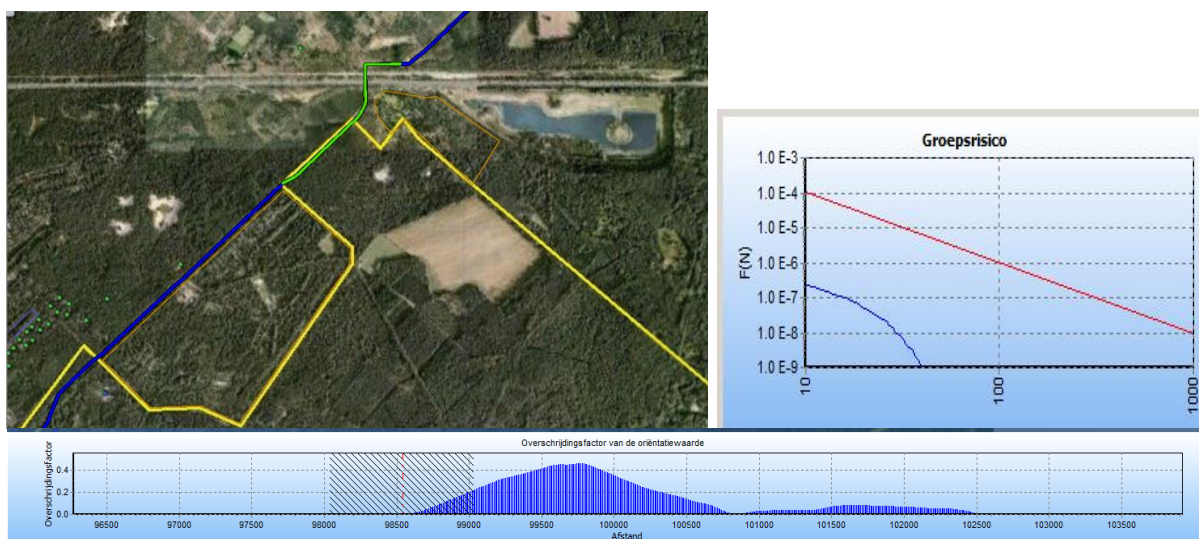 Groepsrisico
1.0 E-3
1.0 E-4
1.0 E-5
1.0 E-6
1.0 E-7
1.0 E-8
1.0 E-9
F(N)
10
100
1000
Overschrijdingsfactor van de oriëntatiewaarde
Overschrijdingsfactor
0.4
0.2
0.0
96500 97000 97500 98000 98500 99000 99500 100000 100500 101000 101500 102000 102500 103000 103500
Afstand